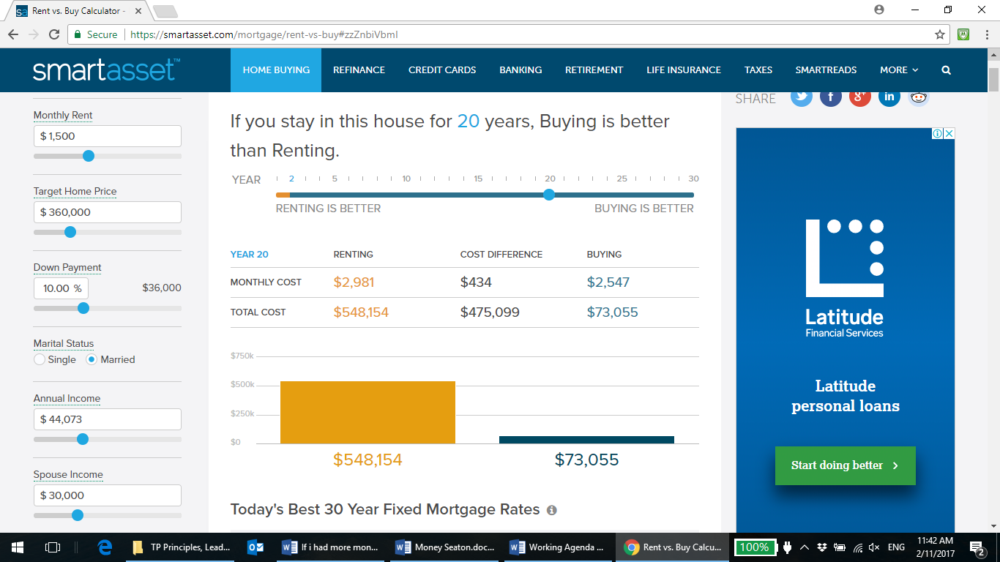 Rent vs. Buy Calculator -
Secure
https://smartasset.com/mortgage/rent-vs-buy#zzZnbiVbmI
smartasset™
HOME BUYING
REFINANCE
CREDIT CARDS
BANKING
RETIREMENT
LIFE INSURANCE
TAXES
SMARTREADS
MORE
Monthly Rent
$ 1,500
Target Home Price
$ 360,000
Down Payment
10.00 %
$36,000
Marital Status
Single
Married
Annual Income
$ 44,073
Spouse Income
$ 30,000
If you stay in this house for 20 years, Buying is better
than Renting.
YEAR 2 5 10 15 20 25 30
RENTING IS BETTER
BUYING IS BETTER
YEAR 20 RENTING COST DIFFERENCE BUYING
MONTHLY COST $2,981 $434 $2,547
TOTAL COST $548,154 $475,099 $73,055
$750k
$500k
$250k
$0
$548,154
$73,055
Today's Best 30 Year Fixed Mortgage Rates
SHARE
Latitude
Financial Services
Latitude
personal loans
Start doing better
TP Principles, Lead...
If i had more mon...
Money Seaton.doc...
Working Agenda ...
Rent vs. Buy Calcu...
100%
ENG
11:42 AM
2/11/2017
2